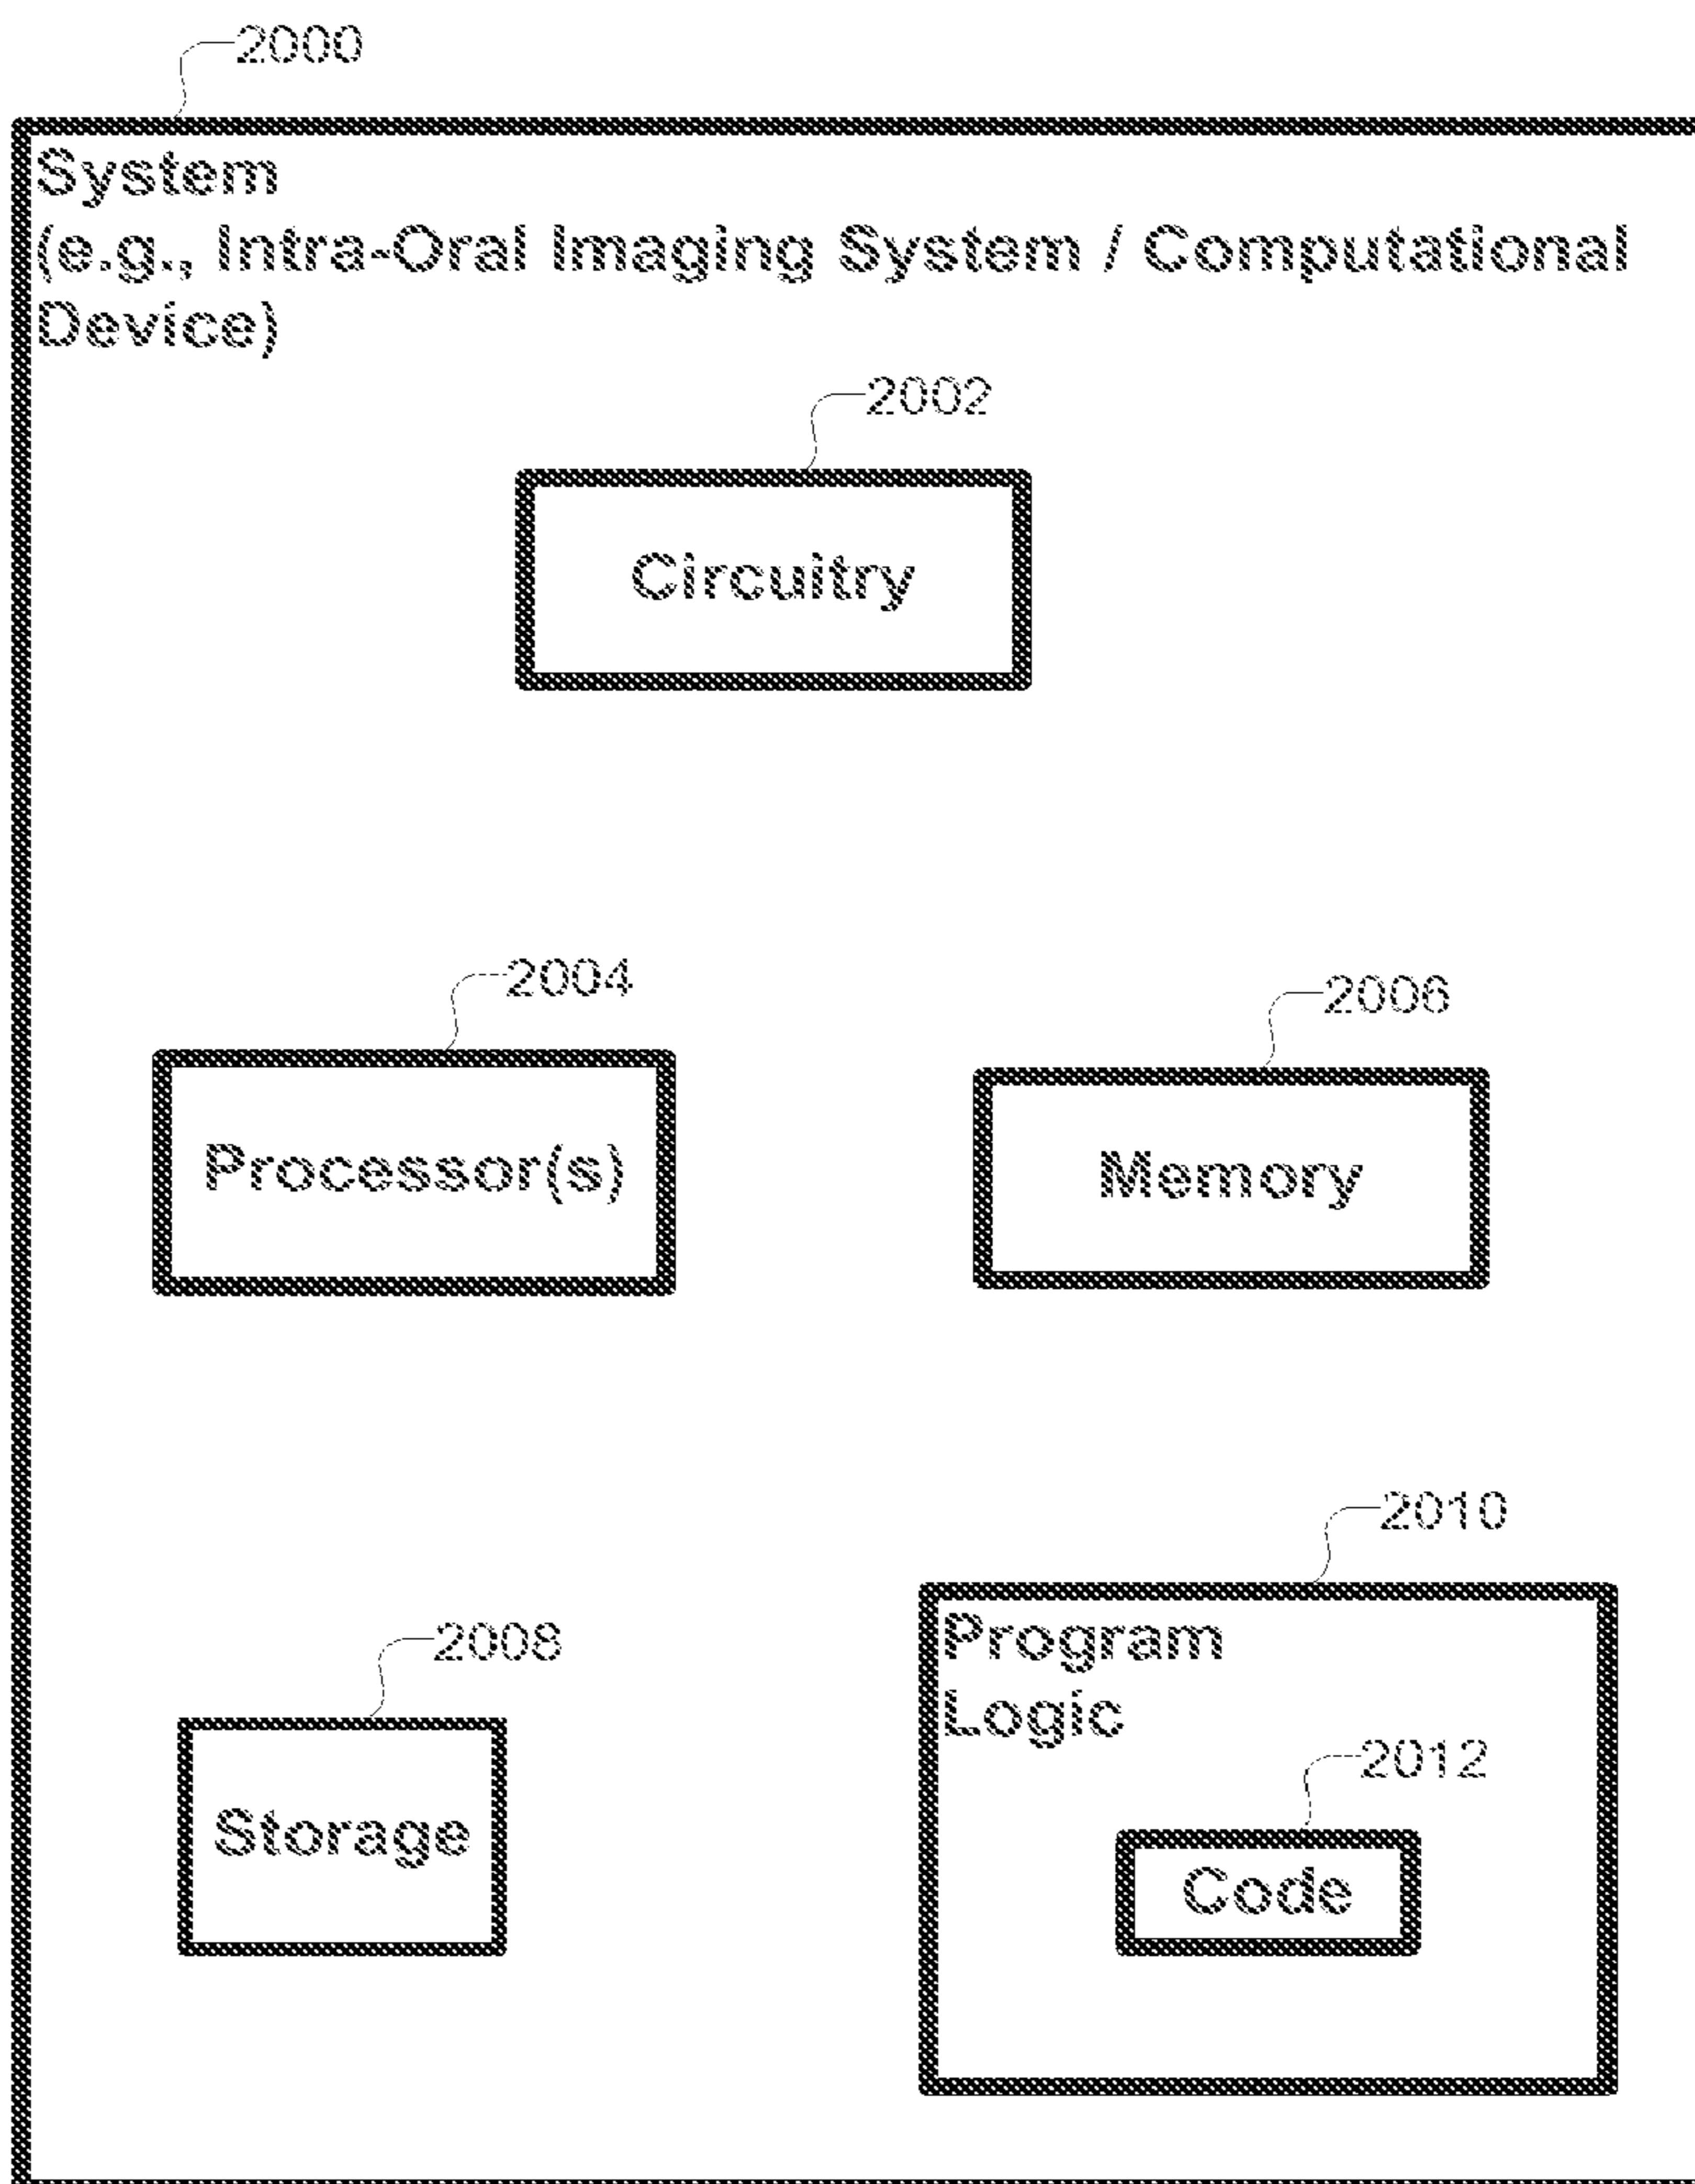 2000
System
(e.g., Intra-Oral Imaging System / Computational
Device)
2002
Circuitry
2004
2006
Processor(s)
Memory
2010
2008
Program
Logic
2012
Storage
Code